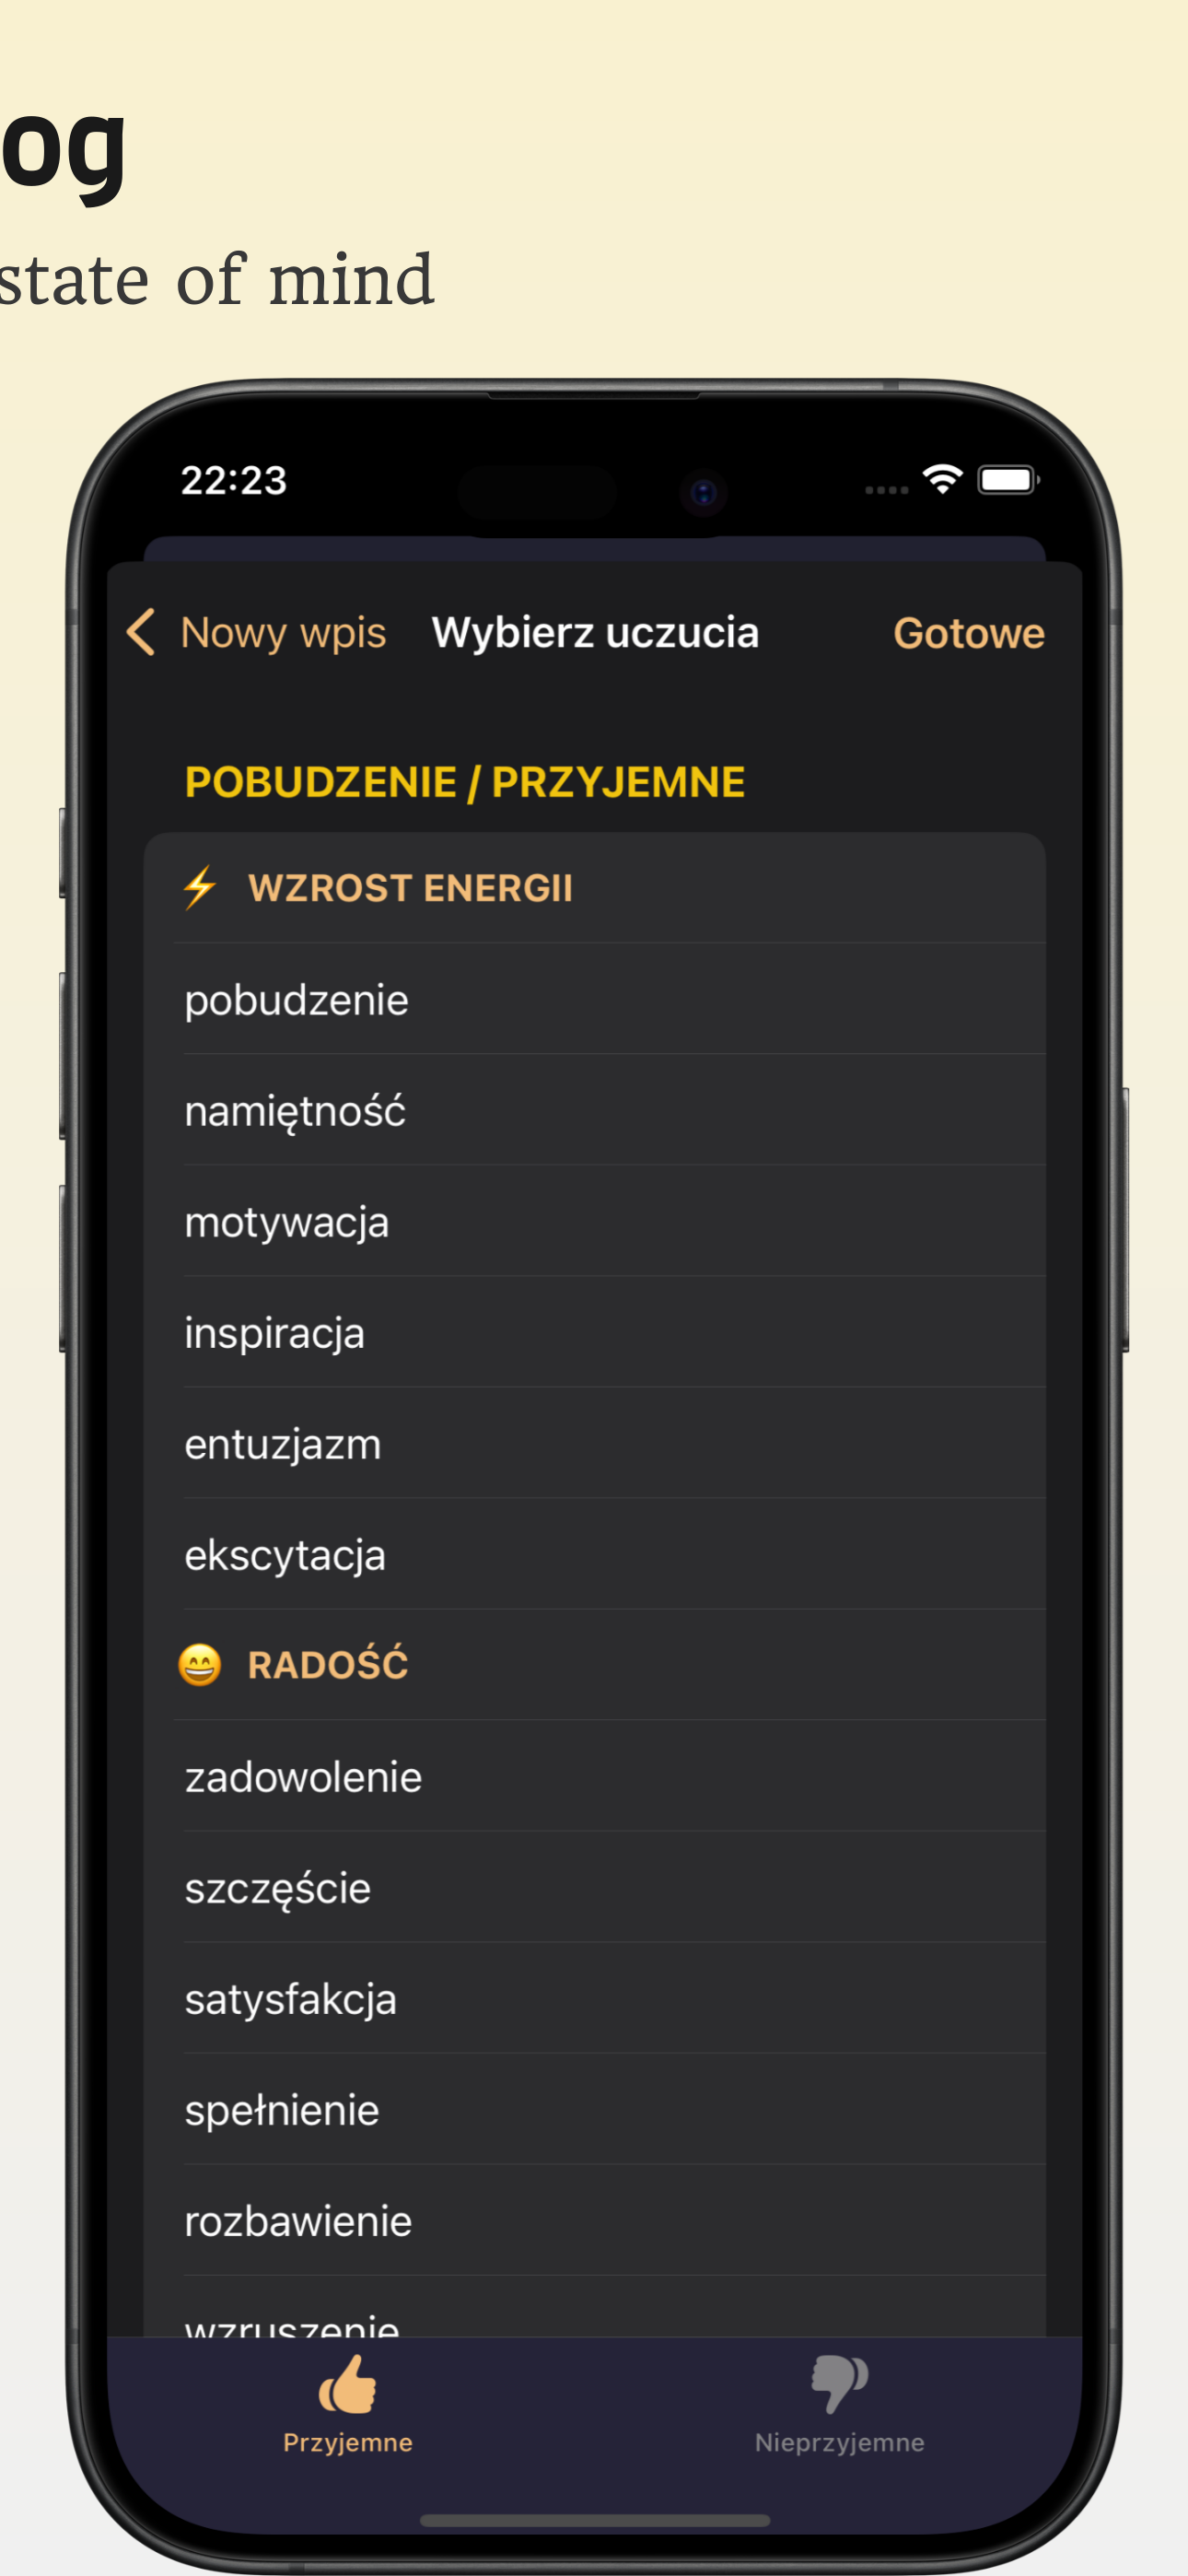 og
state of mind
22:23
Nowy wpis Wybierz uczucia Gotowe
POBUDZENIE / PRZYJEMNE
WZROST ENERGII
pobudzenie
namiętność
motywacja
inspiracja
entuzjazm
ekscytacja
RADOŚĆ
zadowolenie
szczęście
satysfakcja
spełnienie
rozbawienie
wzruszenie
Przyjemne Nieprzyjemne